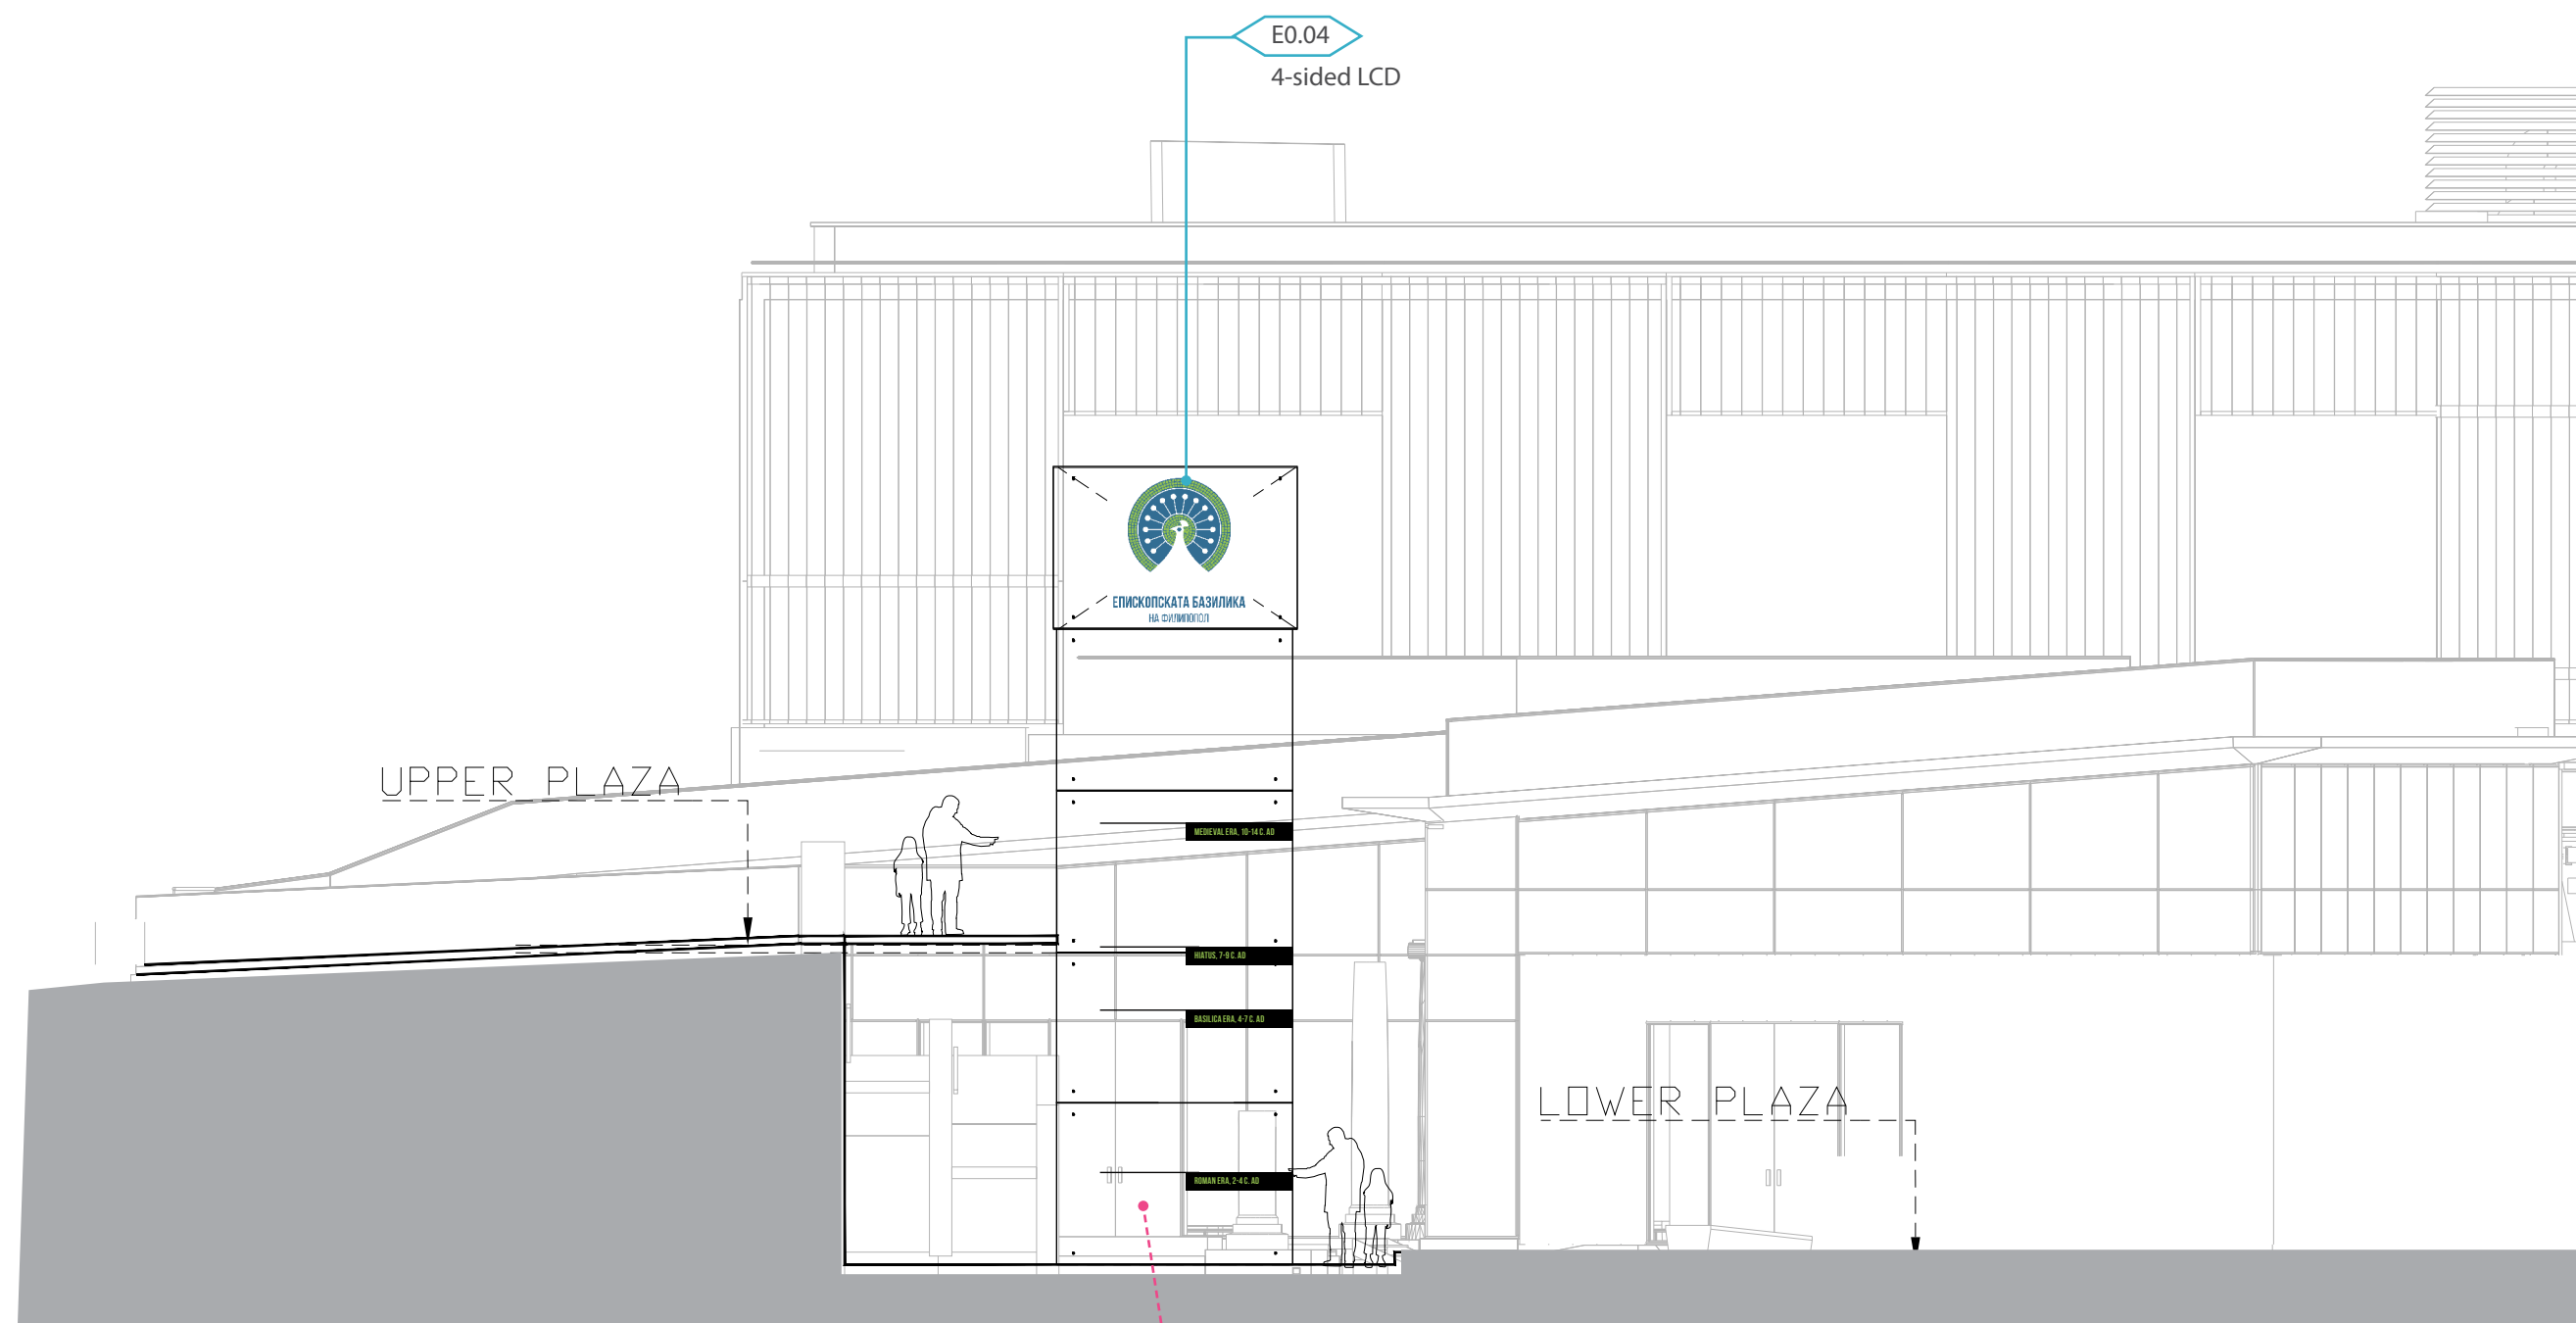 E0.04
4-sided LCD
ЕПИСКОПСКАТА БАЗИЛИКА
НА ФИЛИПОПОЛ
UPPER PLAZA
MEDIEVAL ERA, 10-14 C. AD
HIATUS, 7-9 C. AD
BASILICA ERA, 4-7 C. AD
LOWER PLAZA
ROMAN ERA, 2-4 C. AD